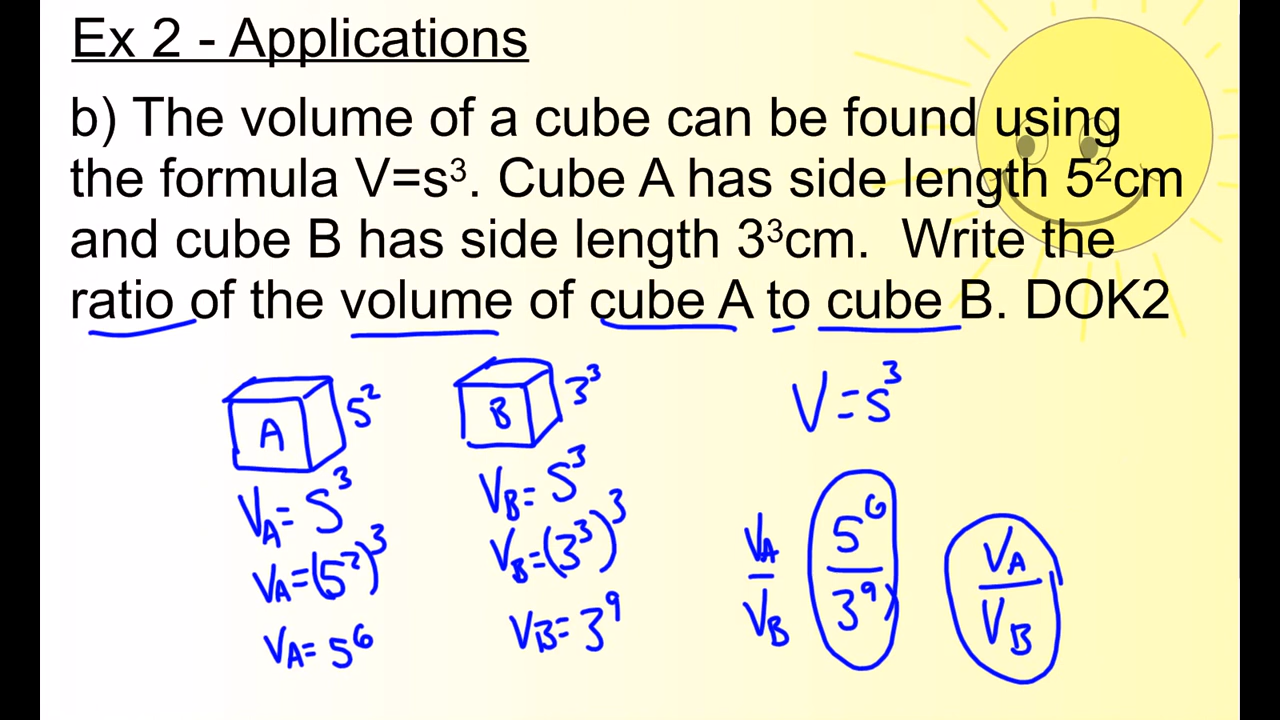 Ex 2 - Applications
b) The volume of a cube can be found using
the formula V=s³. Cube A has side length 5²cm
and cube B has side length 3³cm.  Write the
ratio of the volume of cube A to cube B. DOK2
A 5²
B 3³
V=s³
V_A= S³
V_B= S³
V_A=(5²)³
V_B=(3³)³
V_A= 5⁶
V_B= 3⁹
V_A/V_B 5⁶/3⁹
V_A/V_B